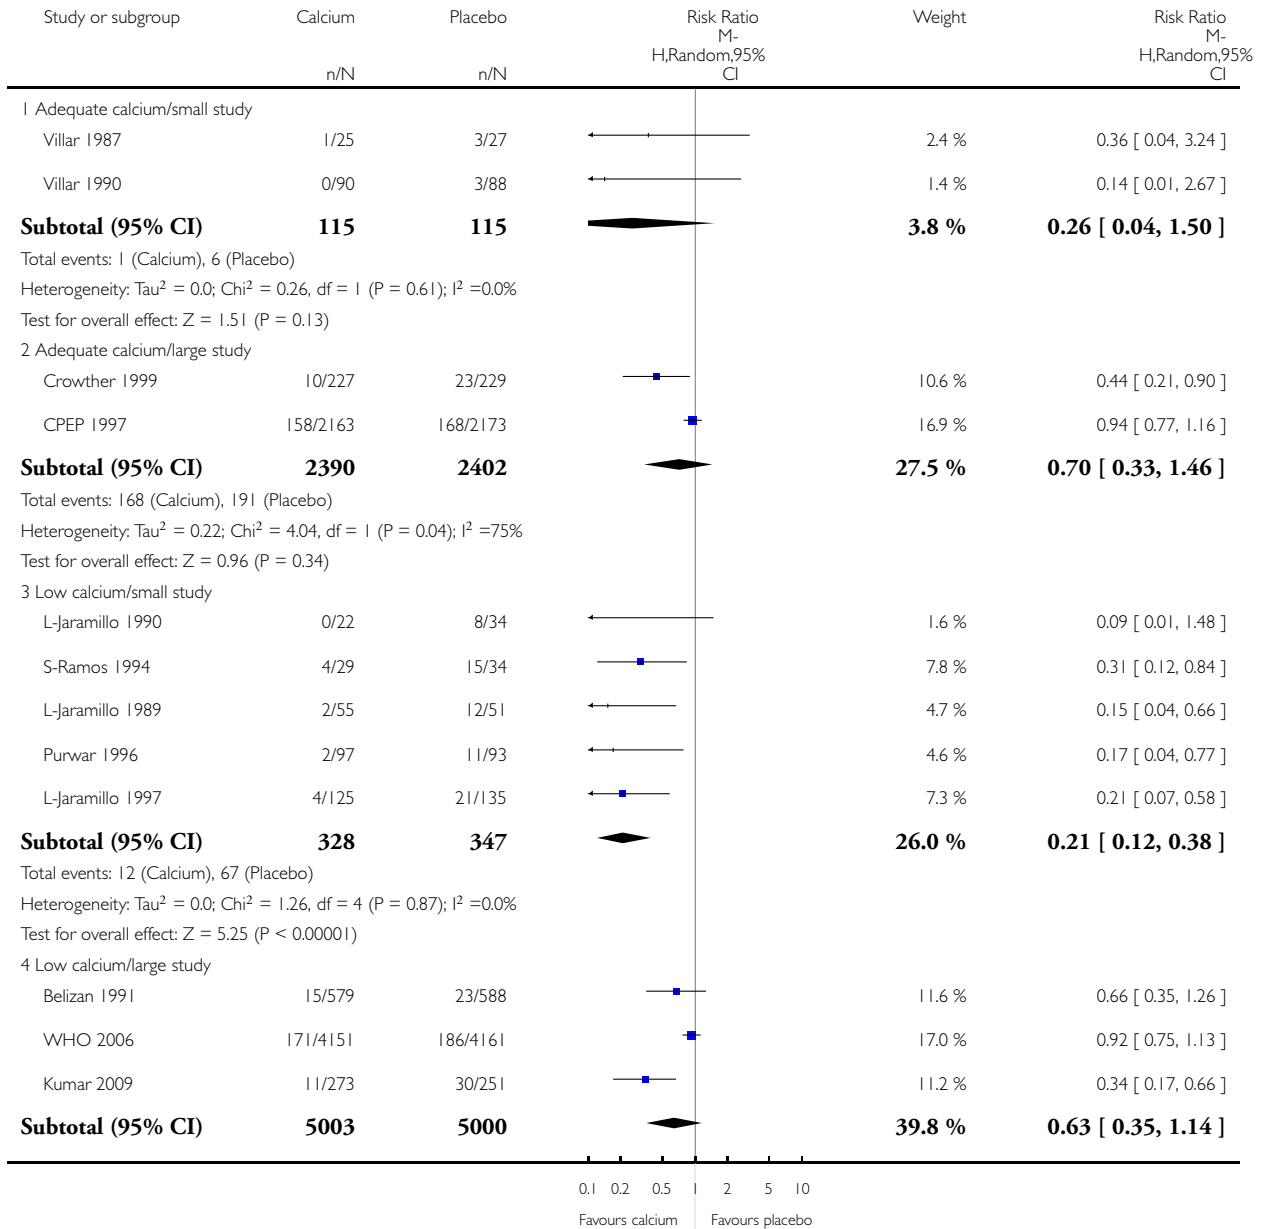 Study or subgroup Calcium Placebo Risk Ratio Weight Risk Ratio
M- M-
H,Random,95% H,Random,95%
n/N n/N CI CI
1 Adequate calcium/small study
Villar 1987 1/25 3/27 2.4 % 0.36 [ 0.04, 3.24 ]
Villar 1990 0/90 3/88 1.4 % 0.14 [ 0.01, 2.67 ]
Subtotal (95% CI) 115 115 3.8 % 0.26 [ 0.04, 1.50 ]
Total events: 1 (Calcium), 6 (Placebo)
Heterogeneity: Tau² = 0.0; Chi² = 0.26, df = 1 (P = 0.61); I² =0.0%
Test for overall effect: Z = 1.51 (P = 0.13)
2 Adequate calcium/large study
Crowther 1999 10/227 23/229 10.6 % 0.44 [ 0.21, 0.90 ]
CPEP 1997 158/2163 168/2173 16.9 % 0.94 [ 0.77, 1.16 ]
Subtotal (95% CI) 2390 2402 27.5 % 0.70 [ 0.33, 1.46 ]
Total events: 168 (Calcium), 191 (Placebo)
Heterogeneity: Tau² = 0.22; Chi² = 4.04, df = 1 (P = 0.04); I² =75%
Test for overall effect: Z = 0.96 (P = 0.34)
3 Low calcium/small study
L-Jaramillo 1990 0/22 8/34 1.6 % 0.09 [ 0.01, 1.48 ]
S-Ramos 1994 4/29 15/34 7.8 % 0.31 [ 0.12, 0.84 ]
L-Jaramillo 1989 2/55 12/51 4.7 % 0.15 [ 0.04, 0.66 ]
Purwar 1996 2/97 11/93 4.6 % 0.17 [ 0.04, 0.77 ]
L-Jaramillo 1997 4/125 21/135 7.3 % 0.21 [ 0.07, 0.58 ]
Subtotal (95% CI) 328 347 26.0 % 0.21 [ 0.12, 0.38 ]
Total events: 12 (Calcium), 67 (Placebo)
Heterogeneity: Tau² = 0.0; Chi² = 1.26, df = 4 (P = 0.87); I² =0.0%
Test for overall effect: Z = 5.25 (P < 0.00001)
4 Low calcium/large study
Belizan 1991 15/579 23/588 11.6 % 0.66 [ 0.35, 1.26 ]
WHO 2006 171/4151 186/4161 17.0 % 0.92 [ 0.75, 1.13 ]
Kumar 2009 11/273 30/251 11.2 % 0.34 [ 0.17, 0.66 ]
Subtotal (95% CI) 5003 5000 39.8 % 0.63 [ 0.35, 1.14 ]
0.1 0.2 0.5 1 2 5 10
Favours calcium Favours placebo